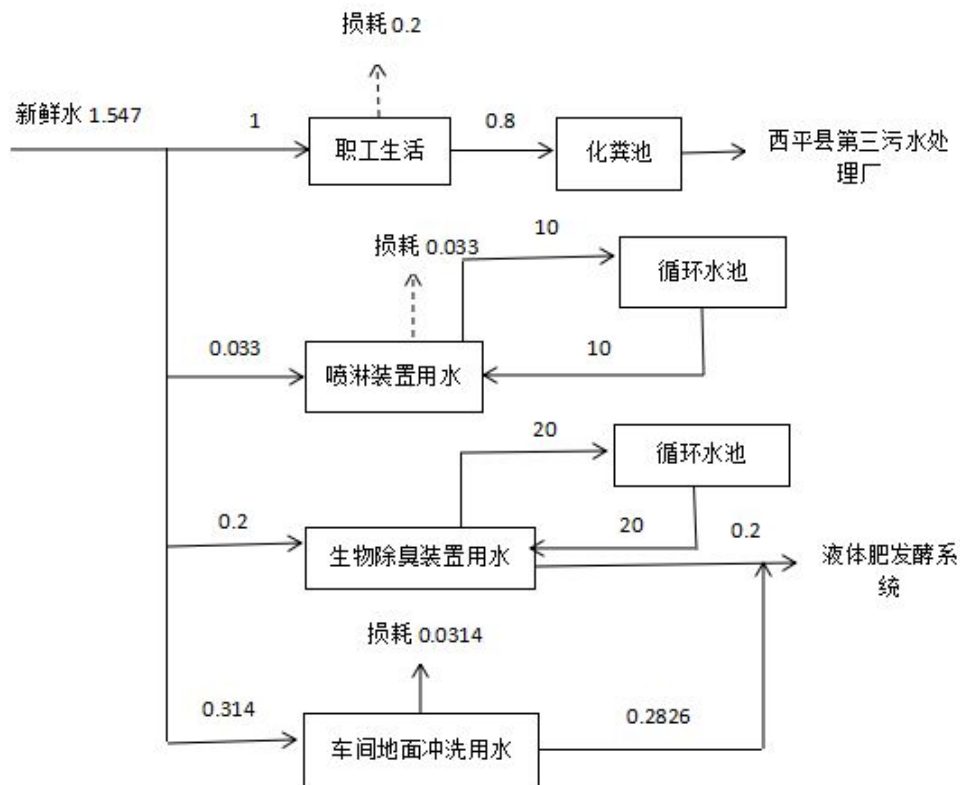 损耗 0.2
新鲜水 1.547
1
职工生活
0.8
化粪池
西平县第三污水处
理厂
损耗 0.033
10
循环水池
0.033
喷淋装置用水
10
20
循环水池
0.2
生物除臭装置用水
20
0.2
液体肥发酵系
统
损耗 0.0314
0.314
车间地面冲洗用水
0.2826